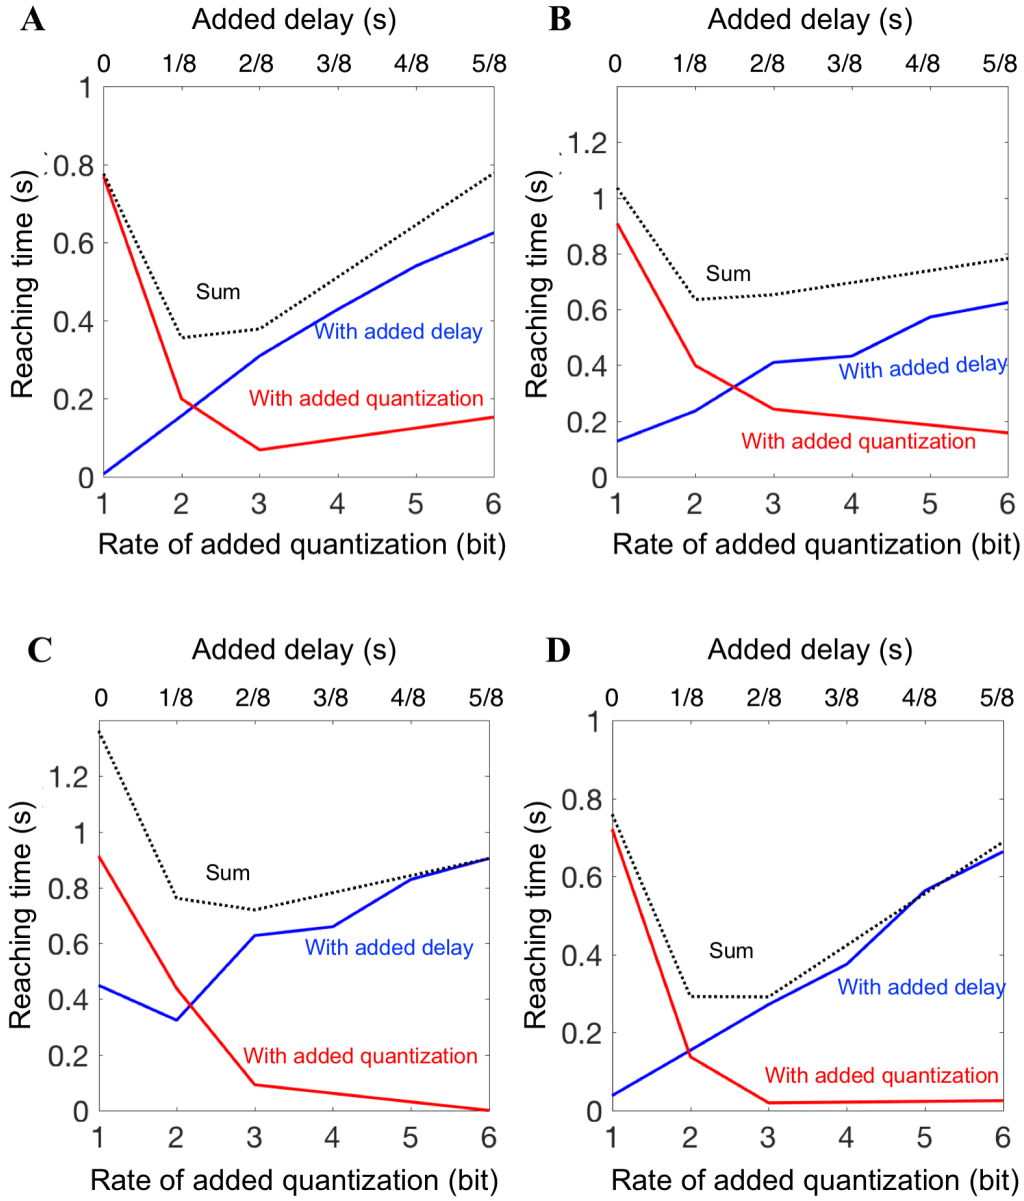 A
Added delay (s)
0 1/8 2/8 3/8 4/8 5/8
1
0.8
0.6
0.4
0.2
0
Reaching time (s)
Sum
With added delay
With added quantization
1 2 3 4 5 6
Rate of added quantization (bit)
B
Added delay (s)
0 1/8 2/8 3/8 4/8 5/8
1.2
1
0.8
0.6
0.4
0.2
0
Reaching time (s)
Sum
With added delay
With added quantization
1 2 3 4 5 6
Rate of added quantization (bit)
C
Added delay (s)
0 1/8 2/8 3/8 4/8 5/8
1.2
1
0.8
0.6
0.4
0.2
0
Reaching time (s)
Sum
With added delay
With added quantization
1 2 3 4 5 6
Rate of added quantization (bit)
D
Added delay (s)
0 1/8 2/8 3/8 4/8 5/8
1
0.8
0.6
0.4
0.2
0
Reaching time (s)
Sum
With added delay
With added quantization
1 2 3 4 5 6
Rate of added quantization (bit)